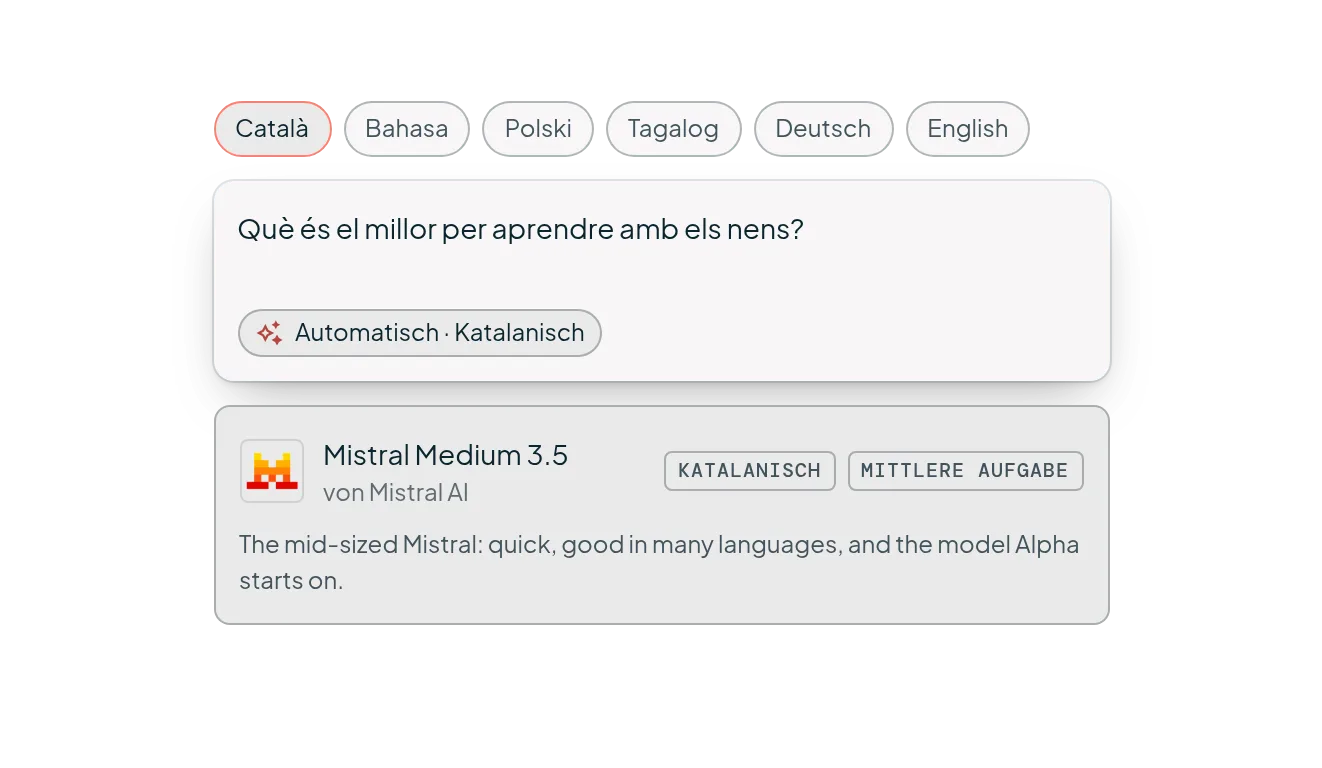 Català
Bahasa
Polski
Tagalog
Deutsch
English
Què és el millor per aprendre amb els nens?
Automatisch · Katalanisch
Mistral Medium 3.5
von Mistral AI
KATALANISCH
MITTLERE AUFGABE
The mid-sized Mistral: quick, good in many languages, and the model Alpha
starts on.